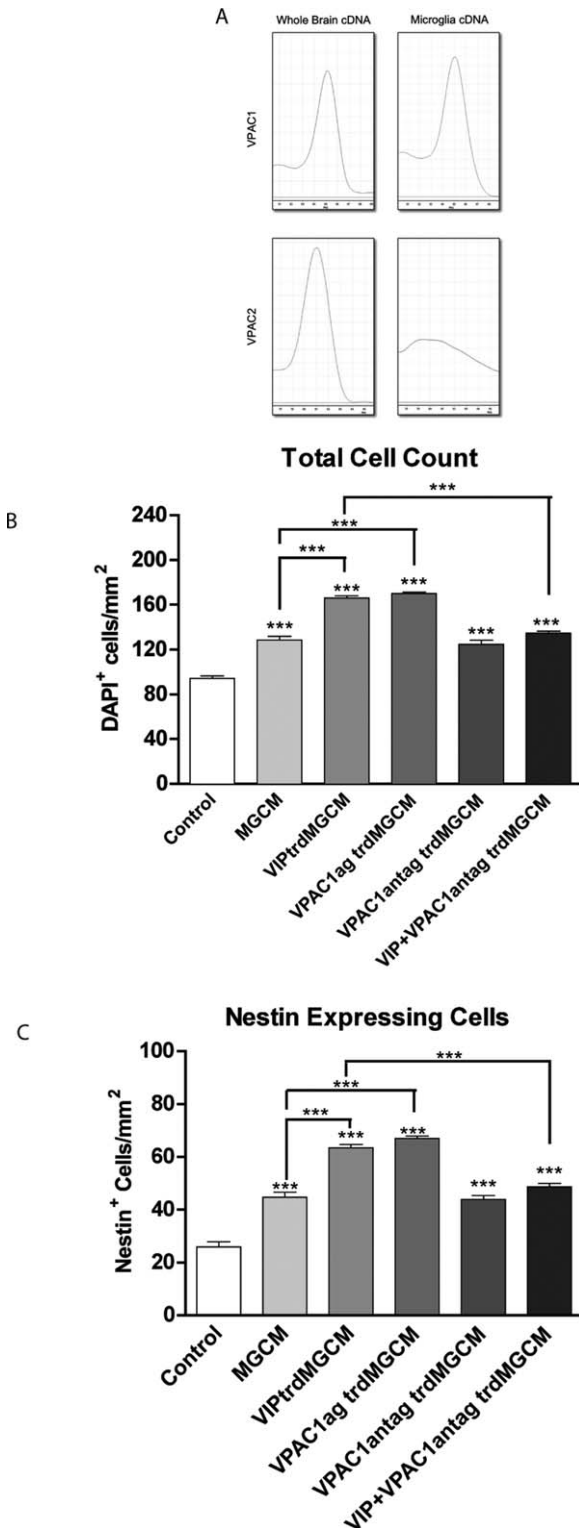 A
Whole Brain cDNA
Microglia cDNA
VPAC1
VPAC2
B
Total Cell Count
DAPI+ cells/mm2
240
200
160
120
80
40
0
***
***
***
***
***
***
***
***
Control
MGCM
VIPtrdMGCM
VPAC1ag trdMGCM
VPAC1antag trdMGCM
VIP+VPAC1antag trdMGCM
C
Nestin Expressing Cells
Nestin+ Cells/mm2
100
80
60
40
20
0
***
***
***
***
***
***
***
***
Control
MGCM
VIPtrdMGCM
VPAC1ag trdMGCM
VPAC1antag trdMGCM
VIP+VPAC1antag trdMGCM